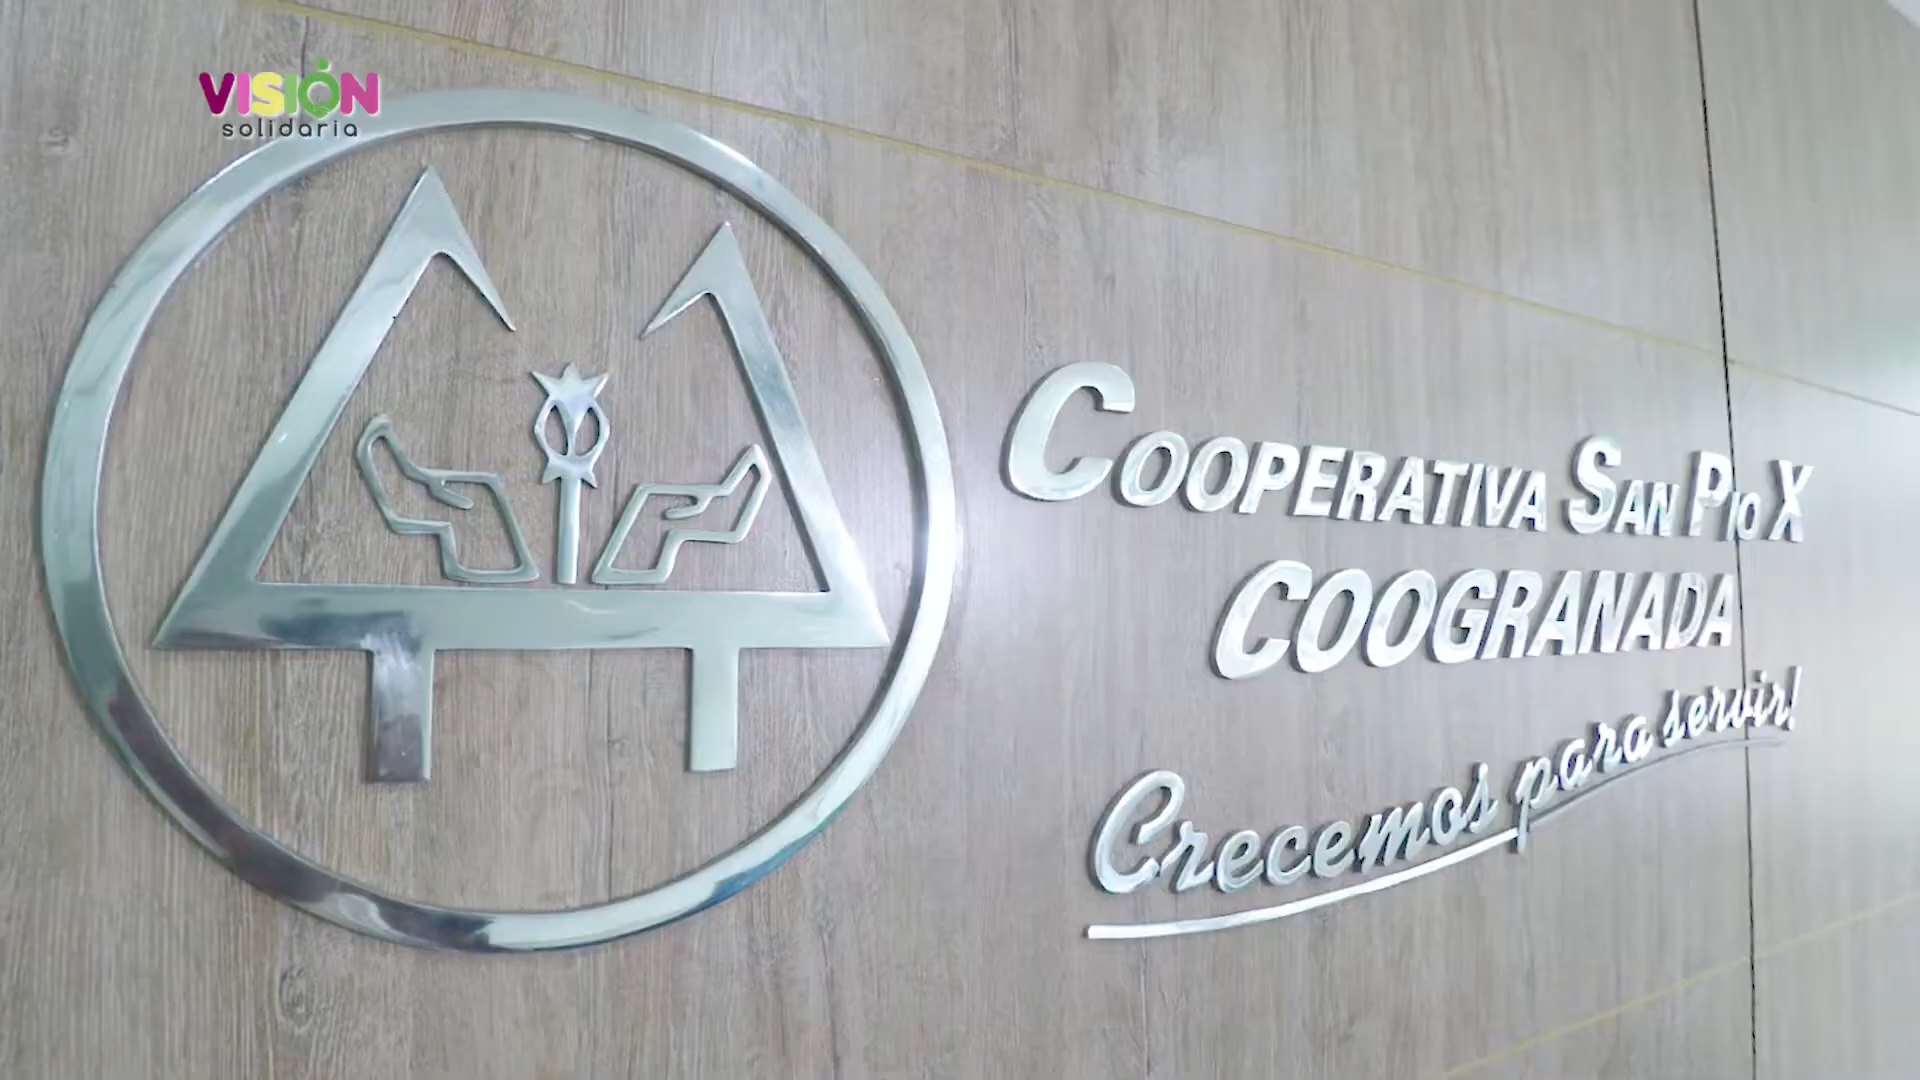 VISIÓN
solidaria
COOPERATIVA SAN PIO X
COOGRANADA
Crecemos para servir!